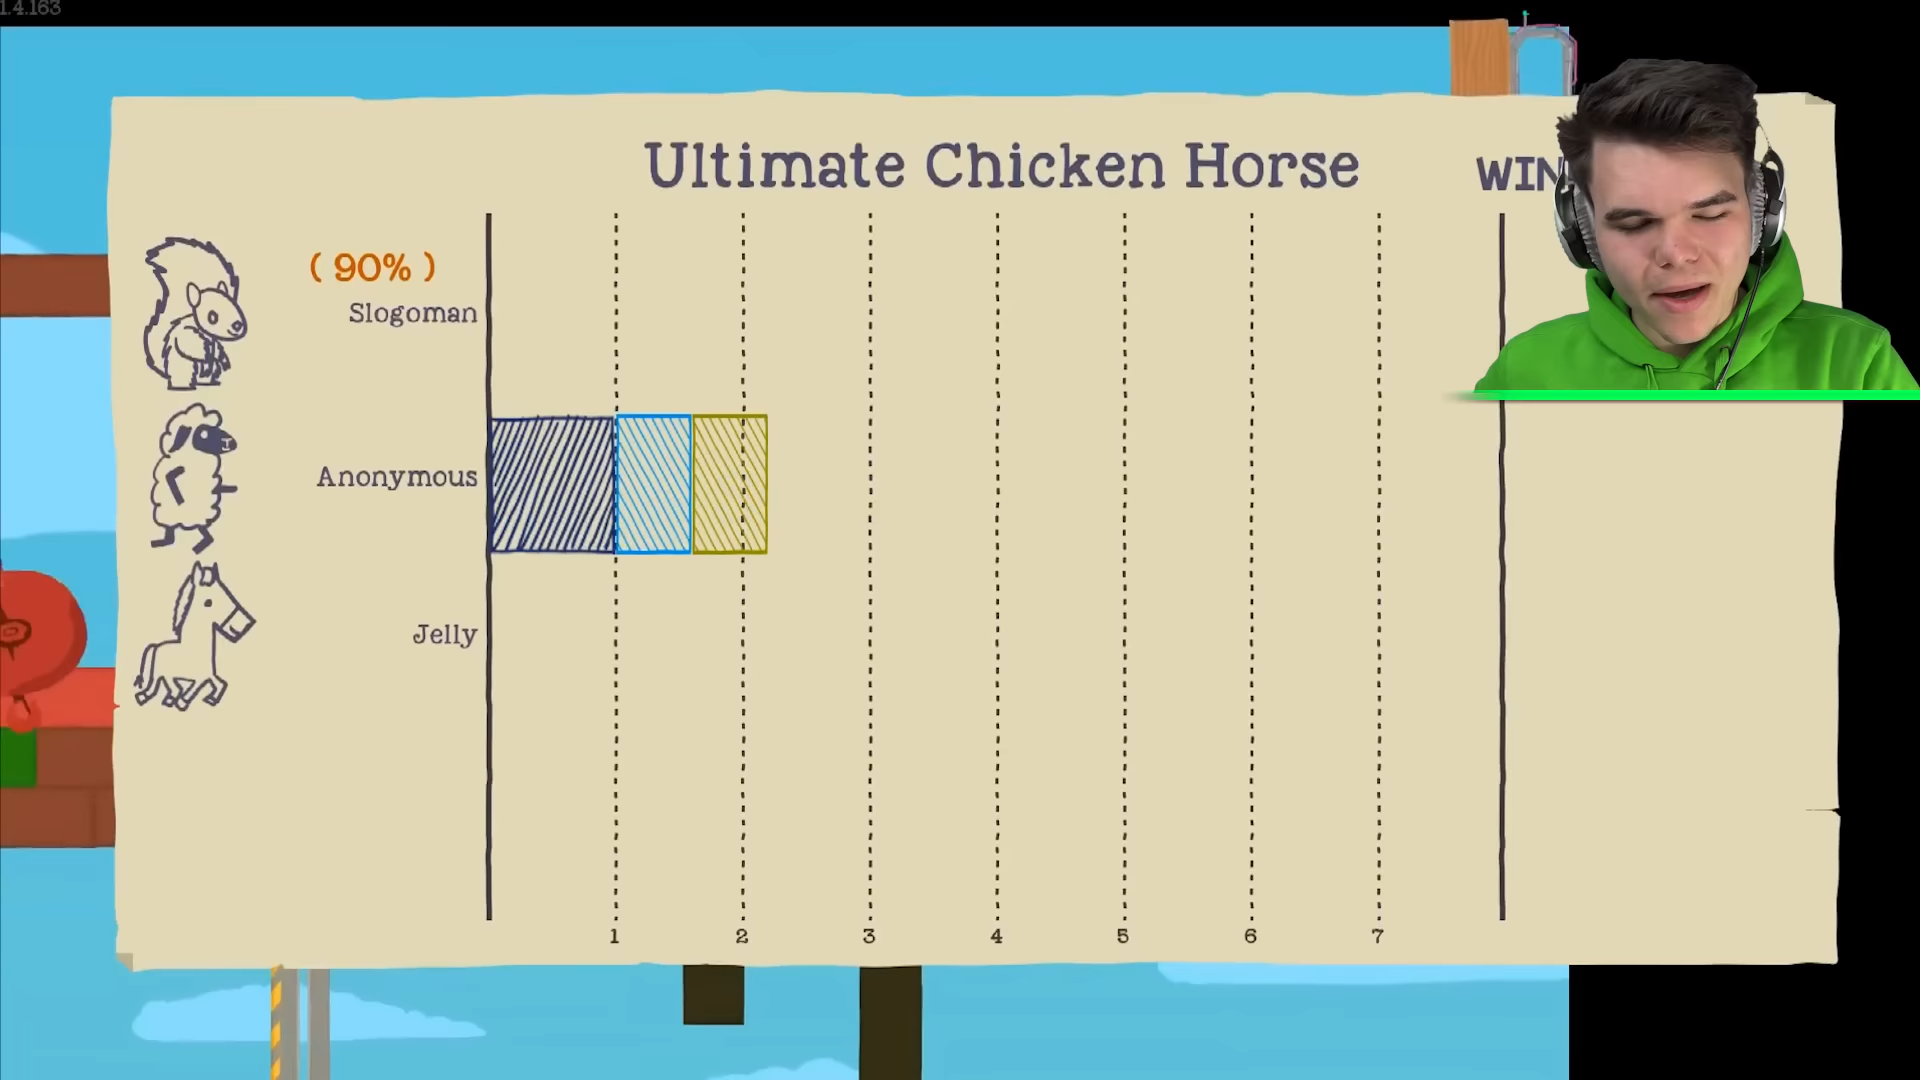 1.4.163
Ultimate Chicken Horse
WIN
( 90% )
Slogoman
Anonymous
Jelly
1 2 3 4 5 6 7